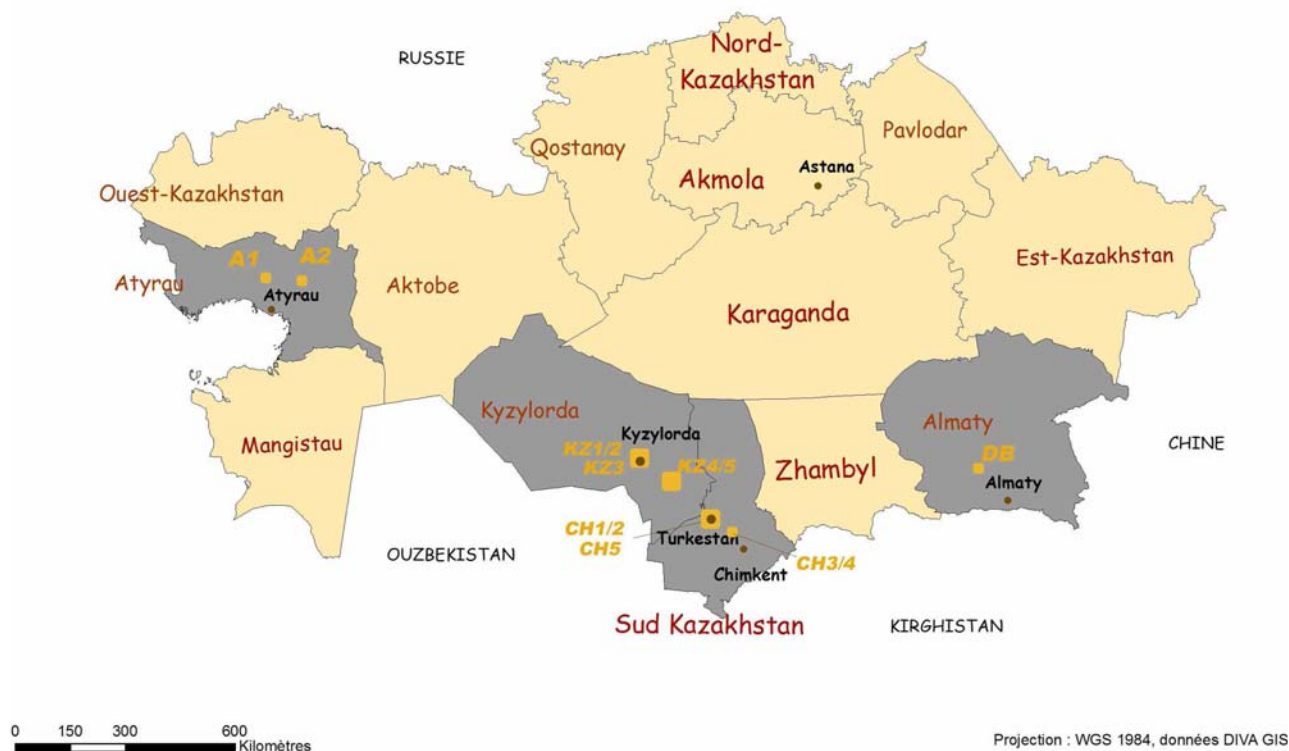 RUSSIE
Nord-
Kazakhstan
Qostanay
Pavlodar
Astana
Akmola
Ouest-Kazakhstan
Est-Kazakhstan
A1
A2
Atyrau
Atyrau
Aktobe
Karaganda
Kyzylorda
Almaty
Mangistau
Kyzylorda
KZ1/2
KZ3
KZ4/5
Zhambyl
DB
Almaty
CHINE
OUZBEKISTAN
CH1/2
CH5
Turkestan
CH3/4
Chimkent
Sud Kazakhstan
KIRGHISTAN
0 150 300 600
Kilomètres
Projection : WGS 1984, données DIVA GIS